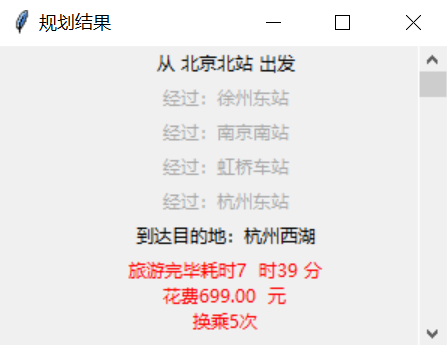 规划结果
从 北京北站 出发
经过：徐州东站
经过：南京南站
经过：虹桥车站
经过：杭州东站
到达目的地：杭州西湖
旅游完毕耗时7  时39 分
花费699.00  元
换乘5次